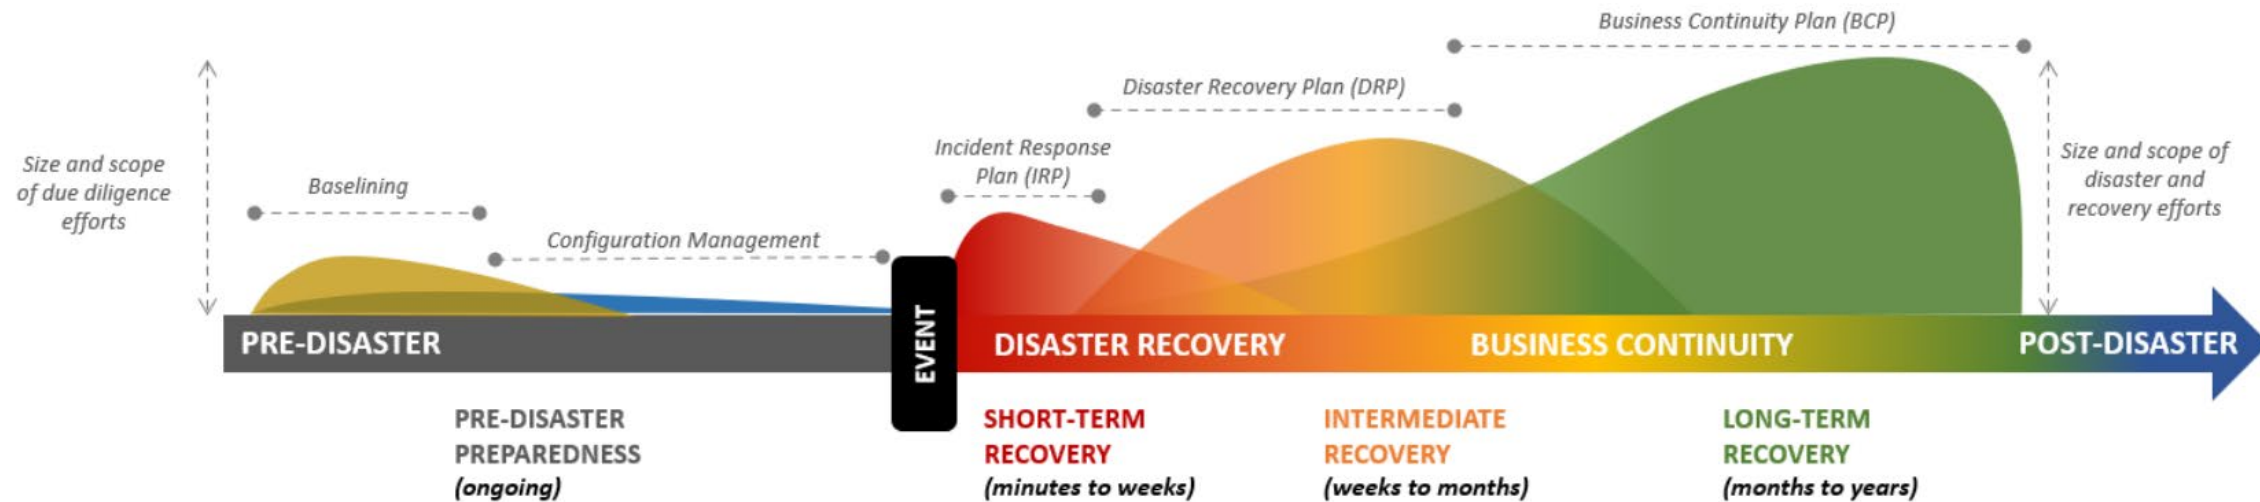 Business Continuity Plan (BCP)
Disaster Recovery Plan (DRP)
Incident Response
Plan (IRP)
Size and scope
of due diligence
efforts
Baselining
Configuration Management
Size and scope of
disaster and
recovery efforts
PRE-DISASTER
EVENT
DISASTER RECOVERY
BUSINESS CONTINUITY
POST-DISASTER
PRE-DISASTER
PREPAREDNESS
(ongoing)
SHORT-TERM
RECOVERY
(minutes to weeks)
INTERMEDIATE
RECOVERY
(weeks to months)
LONG-TERM
RECOVERY
(months to years)